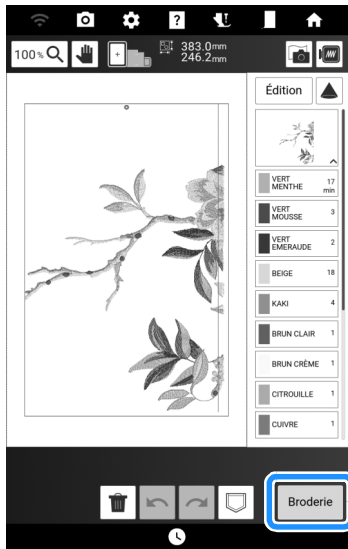 ?
100 %
383.0mm
246.2mm
Édition
VERT
MENTHE
17
min
VERT
MOUSSE
3
VERT
EMERAUDE
2
BEIGE
18
KAKI
4
BRUN CLAIR
1
BRUN CRÈME
1
CITROUILLE
1
CUIVRE
1
Broderie